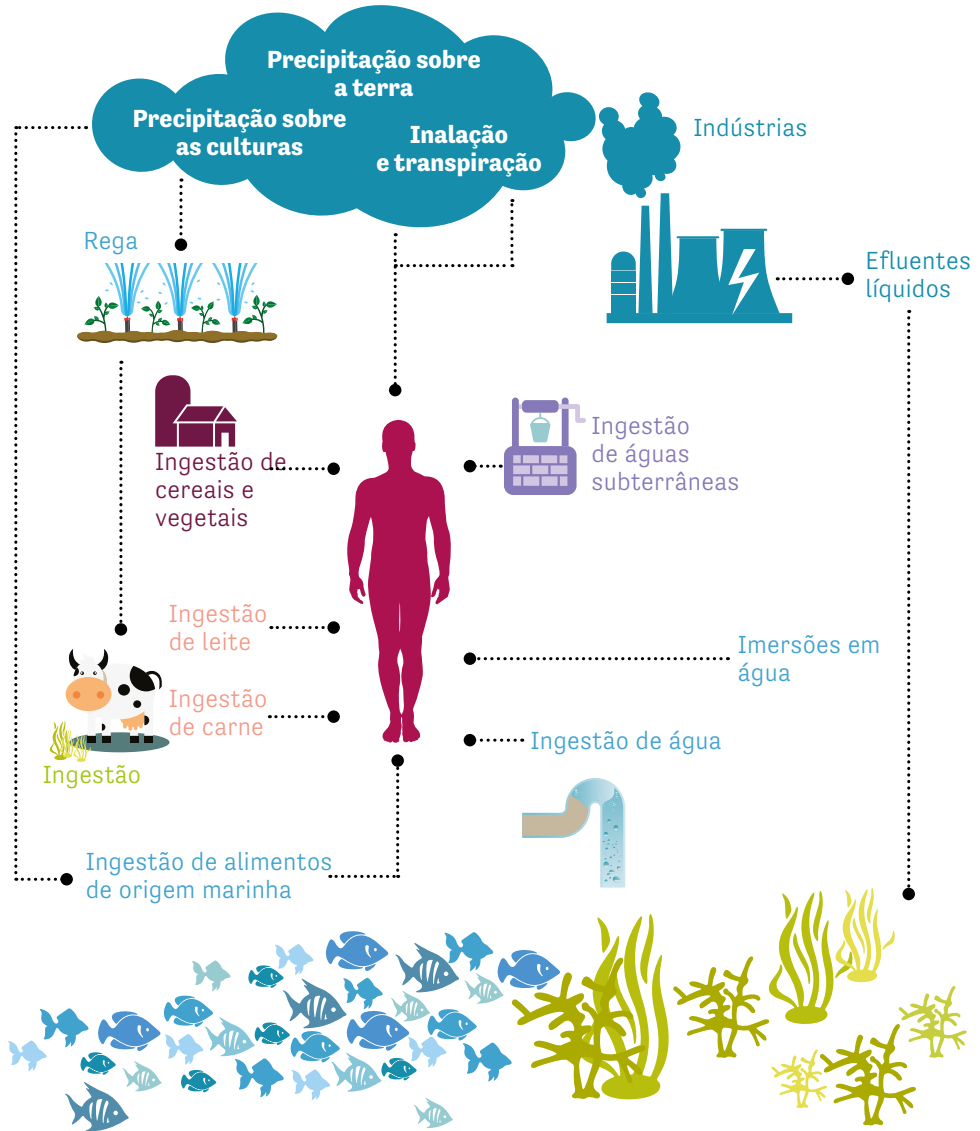 Precipitação sobre
a terra
Precipitação sobre
as culturas
Inalação
e transpiração
Indústrias
Rega
Efluentes
líquidos
Ingestão de
cereais e
vegetais
Ingestão
de águas
subterrâneas
Ingestão
de leite
Imersões em
água
Ingestão
de carne
Ingestão de água
Ingestão
Ingestão de alimentos
de origem marinha